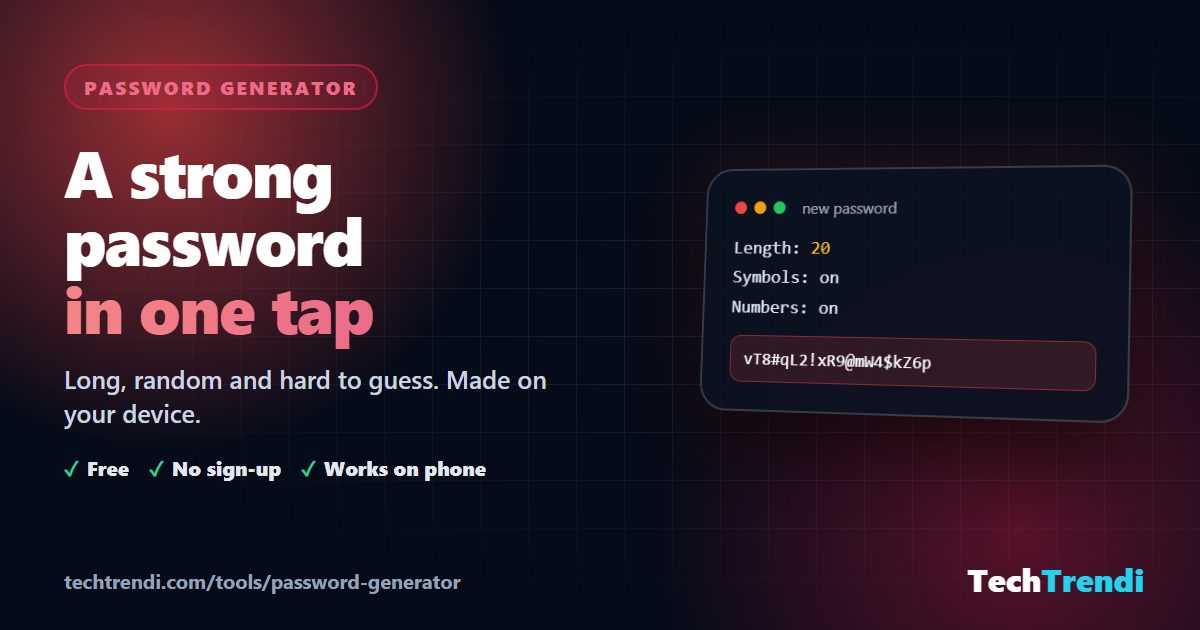 PASSWORD GENERATOR
A strong
password
in one tap
Long, random and hard to guess. Made on
your device.
✓ Free ✓ No sign-up ✓ Works on phone
new password
Length: 20
Symbols: on
Numbers: on
vT8#qL2!xR9@mW4$kZ6p
techtrendi.com/tools/password-generator
TechTrendi